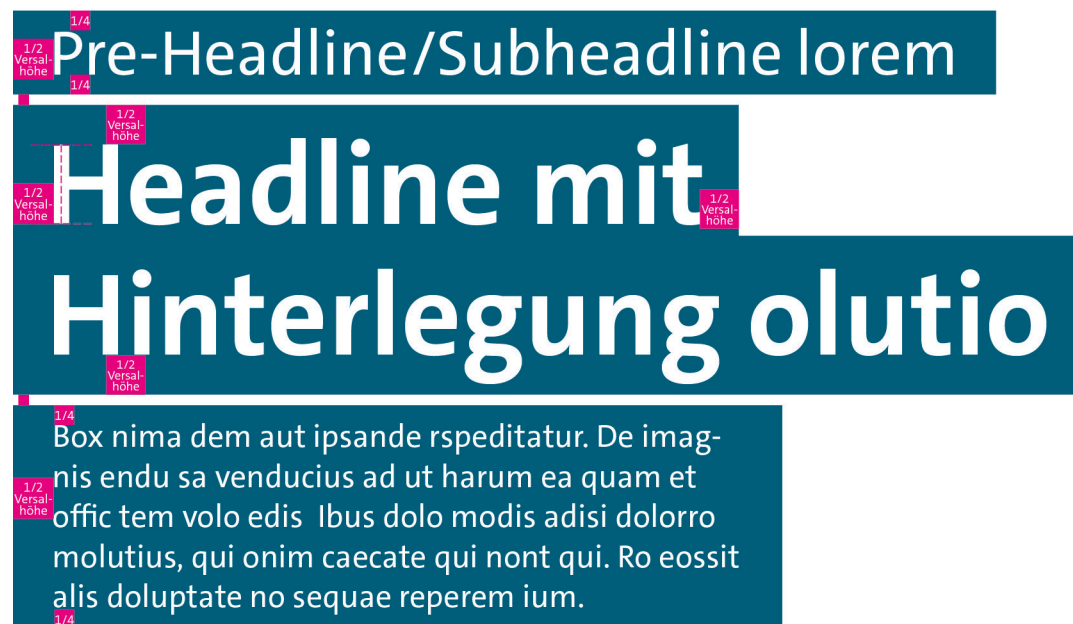 1/4
1/2
Versal-
höhe
Pre-Headline/Subheadline lorem
1/4
1/2
Versal-
höhe
Headline mit
1/2
Versal-
höhe
1/2
Versal-
höhe
Hinterlegung olutio
1/2
Versal-
höhe
1/4
Box nima dem aut ipsande rspeditatur. De imag-
nis endu sa venducius ad ut harum ea quam et
1/2
Versal-
höhe
offic tem volo edis  Ibus dolo modis adisi dolorro
molutius, qui onim caecate qui nont qui. Ro eossit
alis doluptate no sequae reperem ium.
1/4